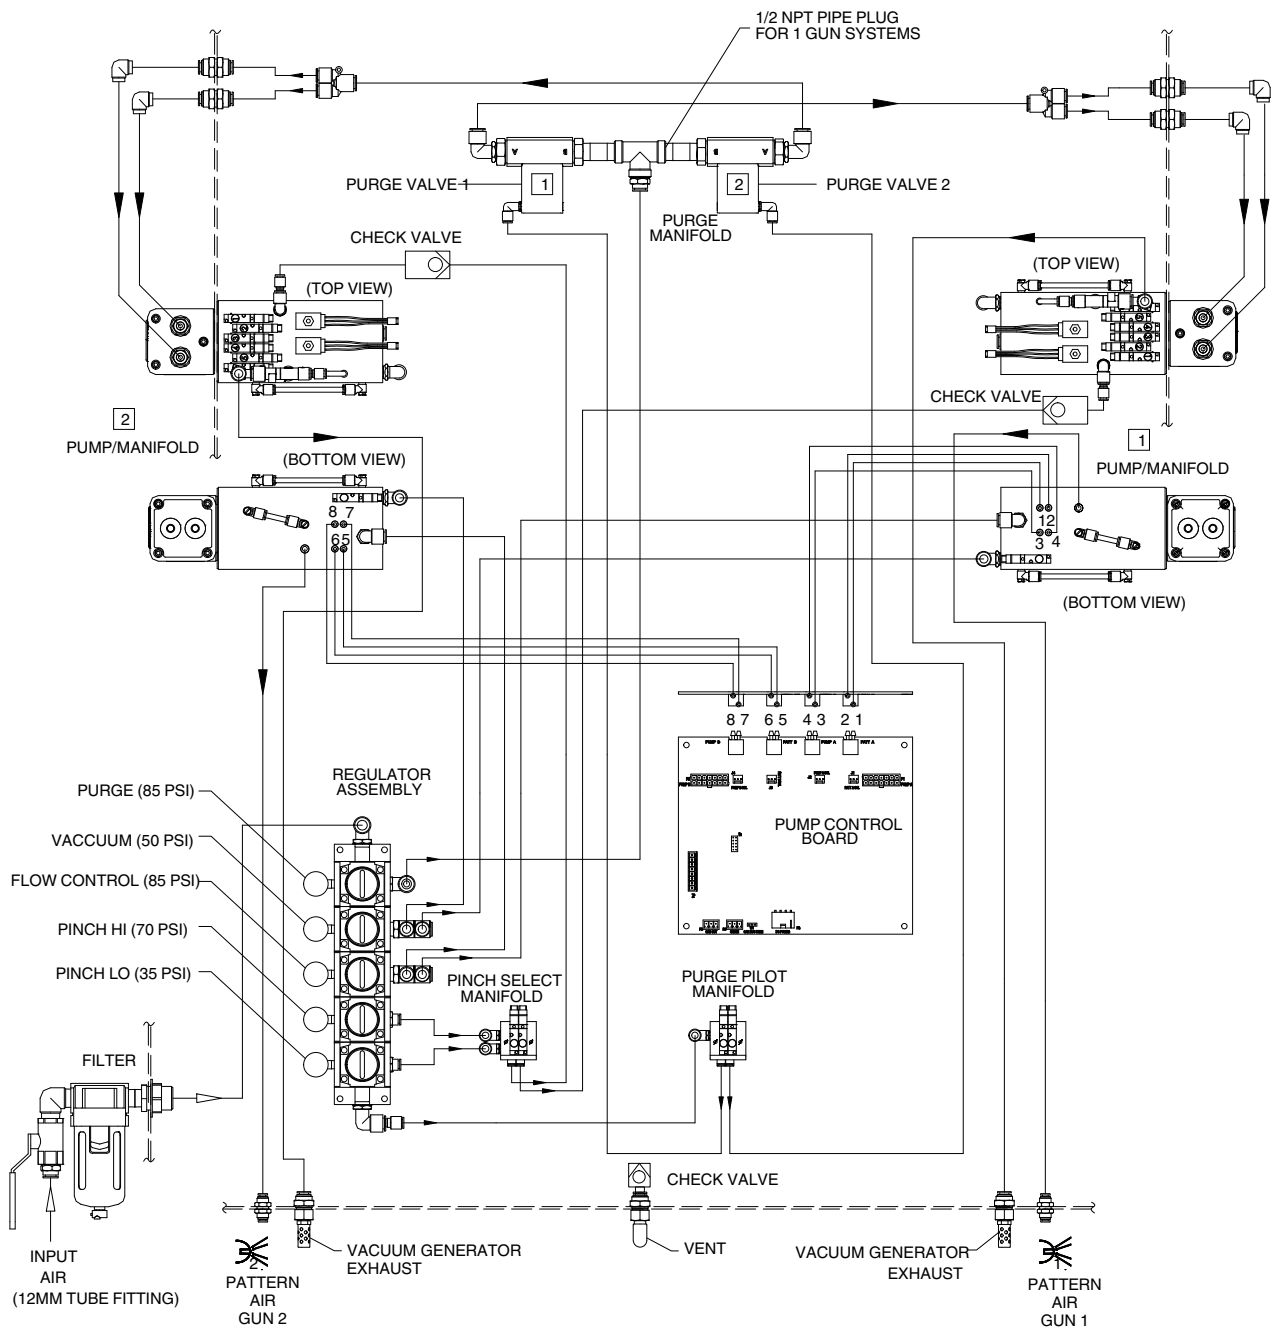 1/2 NPT PIPE PLUG
FOR 1 GUN SYSTEMS
A
B
B
A
PURGE VALVE 1
1
2
PURGE VALVE 2
PURGE
MANIFOLD
CHECK VALVE
(TOP VIEW)
(TOP VIEW)
CHECK VALVE
2
PUMP/MANIFOLD
1
PUMP/MANIFOLD
(BOTTOM VIEW)
8 7
6 5
1 2
3 4
(BOTTOM VIEW)
8 7 6 5 4 3 2 1
PUMP B
PATT B
PUMP A
PATT A
PUMP CONTROL
BOARD
REGULATOR
ASSEMBLY
PURGE (85 PSI)
VACCUUM (50 PSI)
FLOW CONTROL (85 PSI)
PINCH HI (70 PSI)
PINCH LO (35 PSI)
PINCH SELECT
MANIFOLD
PURGE PILOT
MANIFOLD
FILTER
CHECK VALVE
VENT
INPUT
AIR
(12MM TUBE FITTING)
2
PATTERN
AIR
GUN 2
VACUUM GENERATOR
EXHAUST
VACUUM GENERATOR
EXHAUST
1
PATTERN
AIR
GUN 1